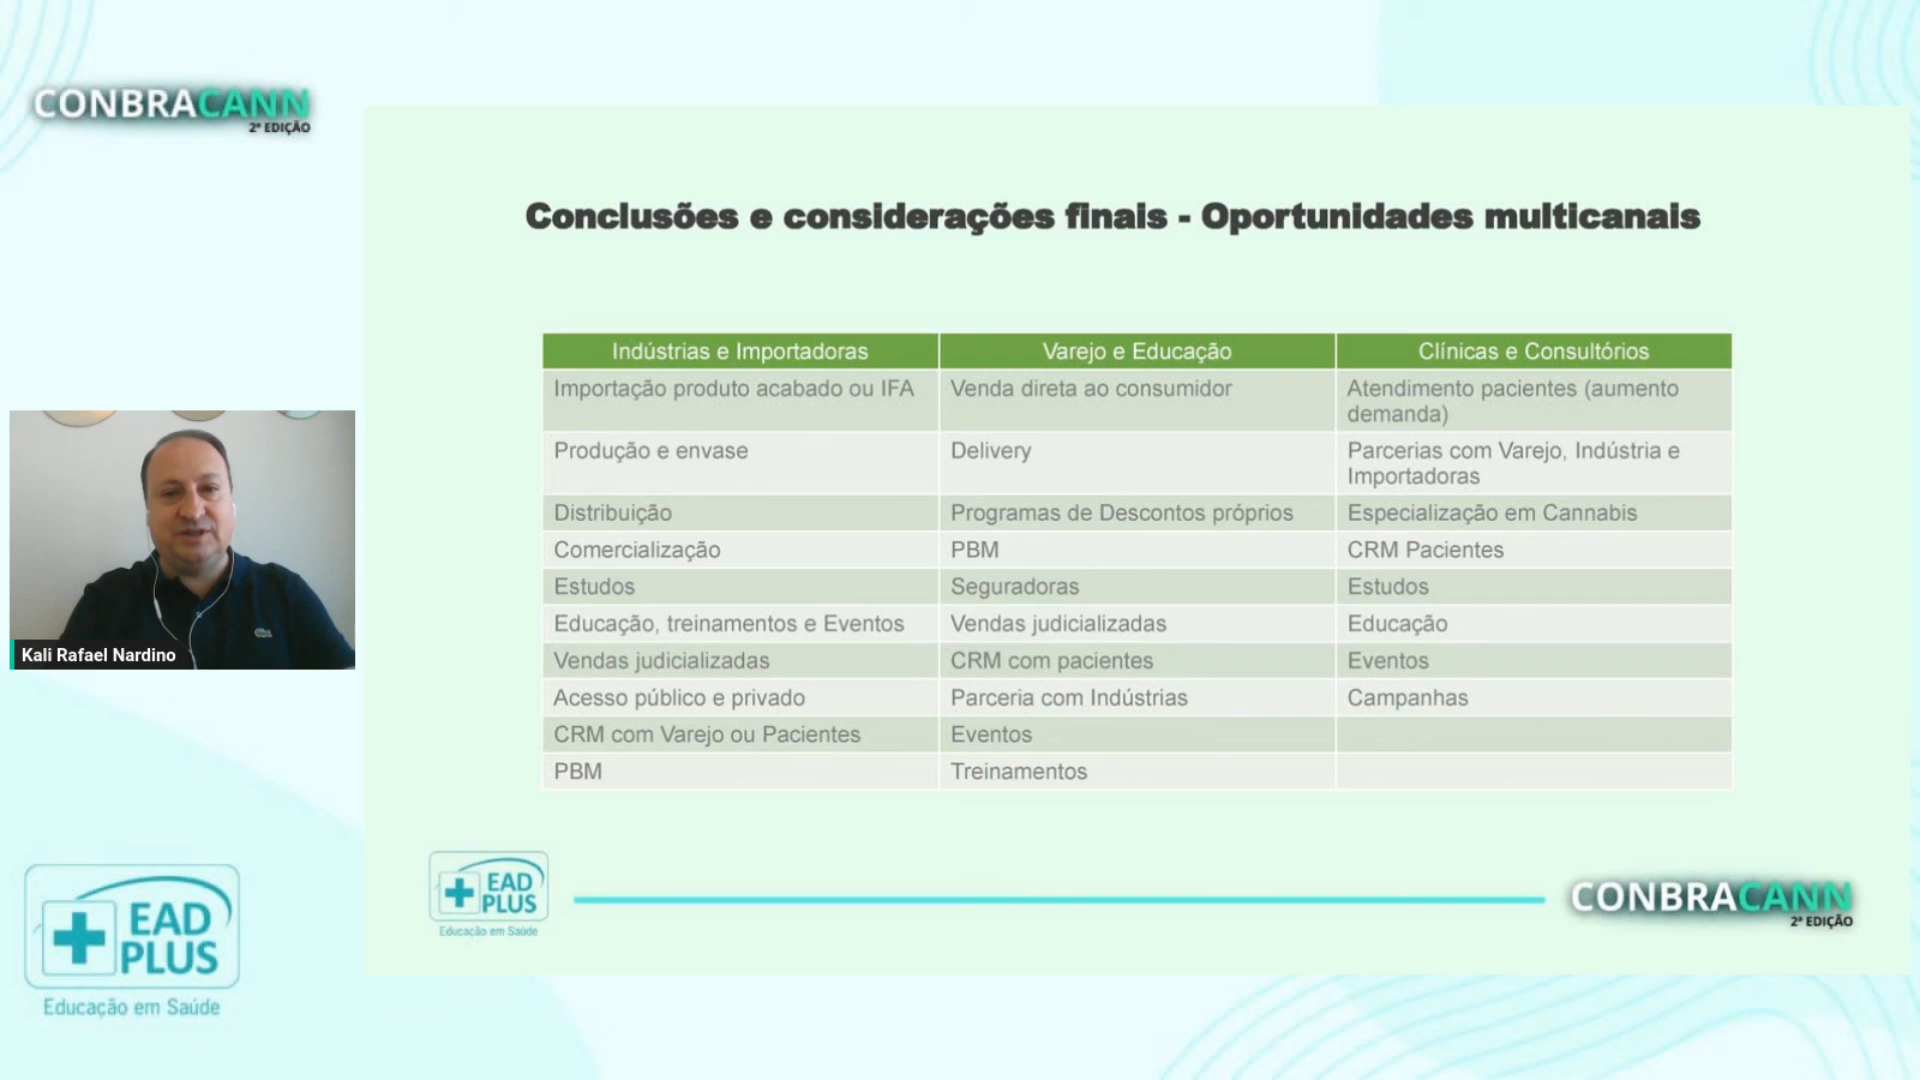 CONBRACANN
2ª EDIÇÃO
Conclusões e considerações finais - Oportunidades multicanais
Indústrias e Importadoras
Varejo e Educação
Clínicas e Consultórios
Importação produto acabado ou IFA
Venda direta ao consumidor
Atendimento pacientes (aumento
demanda)
Produção e envase
Delivery
Parcerias com Varejo, Indústria e
Importadoras
Distribuição
Programas de Descontos próprios
Especialização em Cannabis
Comercialização
PBM
CRM Pacientes
Estudos
Seguradoras
Estudos
Educação, treinamentos e Eventos
Vendas judicializadas
Educação
Vendas judicializadas
CRM com pacientes
Eventos
Acesso público e privado
Parceria com Indústrias
Campanhas
CRM com Varejo ou Pacientes
Eventos
PBM
Treinamentos
Kali Rafael Nardino
EAD
PLUS
Educação em Saúde
CONBRACANN
2ª EDIÇÃO
EAD
PLUS
Educação em Saúde